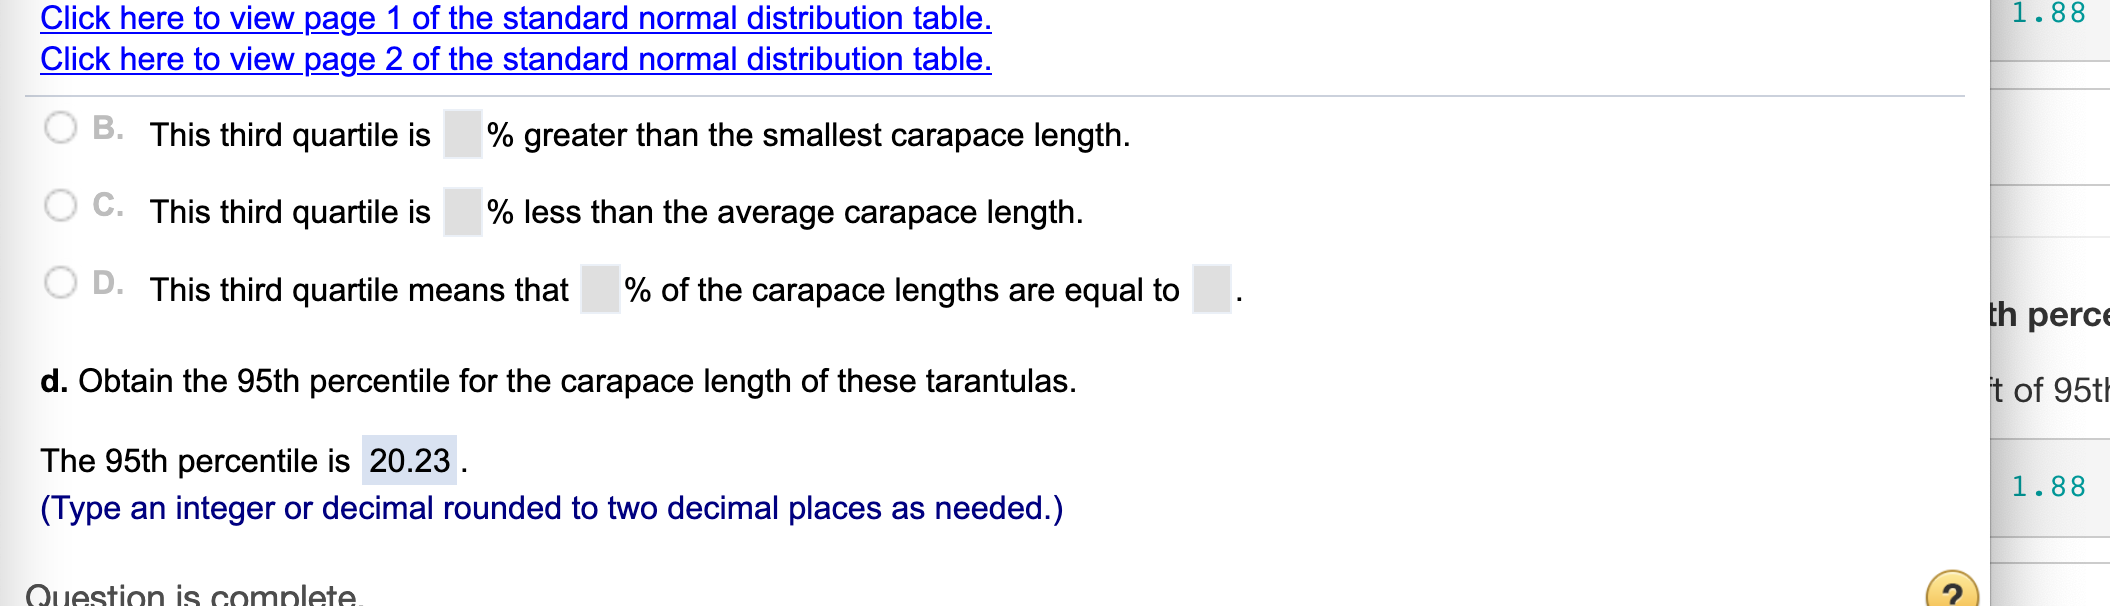 Click here to view page 1 of the standard normal distribution table.
Click here to view page 2 of the standard normal distribution table.
B. This third quartile is % greater than the smallest carapace length.
C. This third quartile is % less than the average carapace length.
D. This third quartile means that % of the carapace lengths are equal to .
d. Obtain the 95th percentile for the carapace length of these tarantulas.
The 95th percentile is 20.23 .
(Type an integer or decimal rounded to two decimal places as needed.)
Question is complete.
?
1.88
th perce
t of 95th
1.88